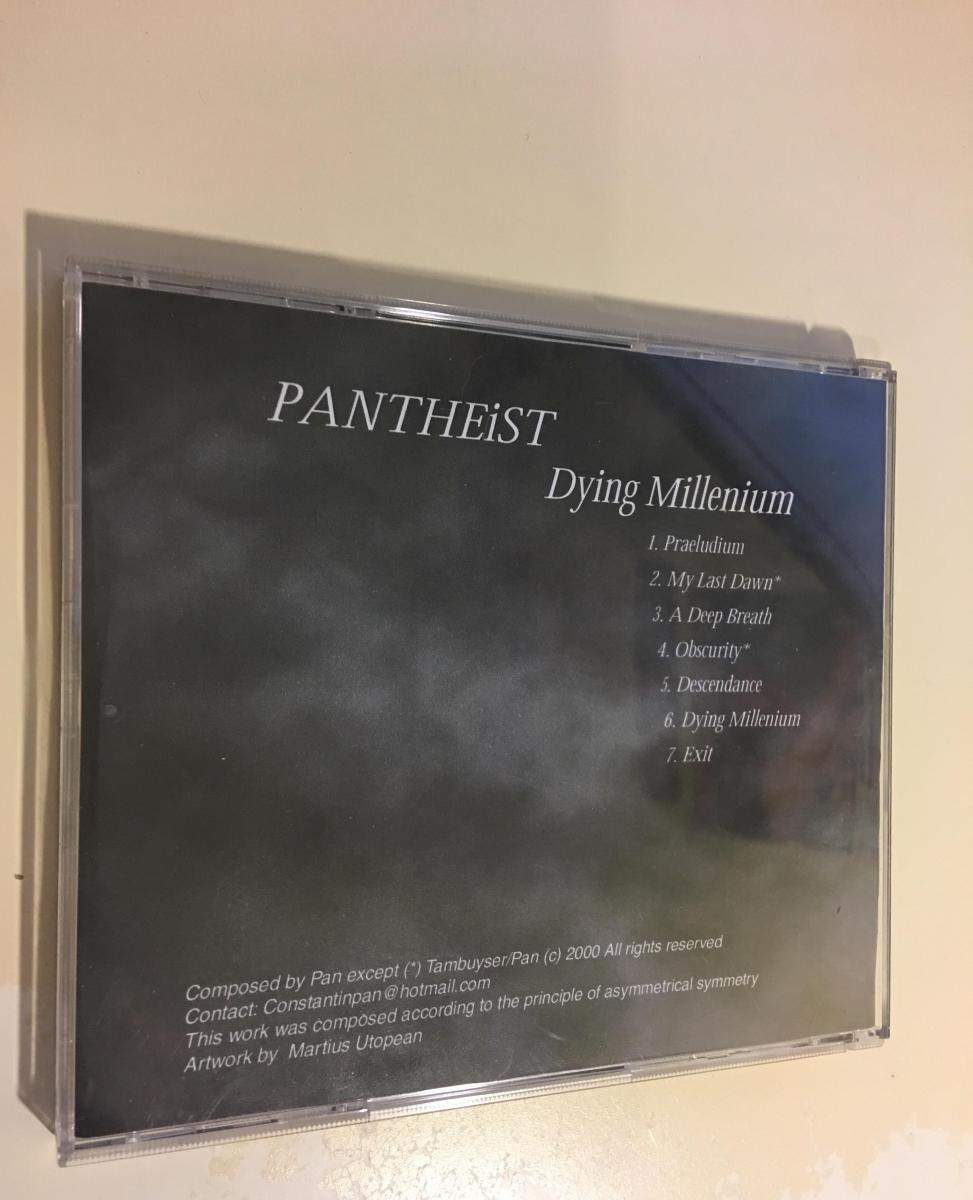 PANTHEiST
Dying Millenium
1. Praeludium
2. My Last Dawn*
3. A Deep Breath
4. Obscurity*
5. Descendance
6. Dying Millenium
7. Exit
Composed by Pan except (*) Tambuyser/Pan (c) 2000 All rights reserved
Contact: Constantinpan@hotmail.com
This work was composed according to the principle of asymmetrical symmetry
Artwork by Martius Utopean